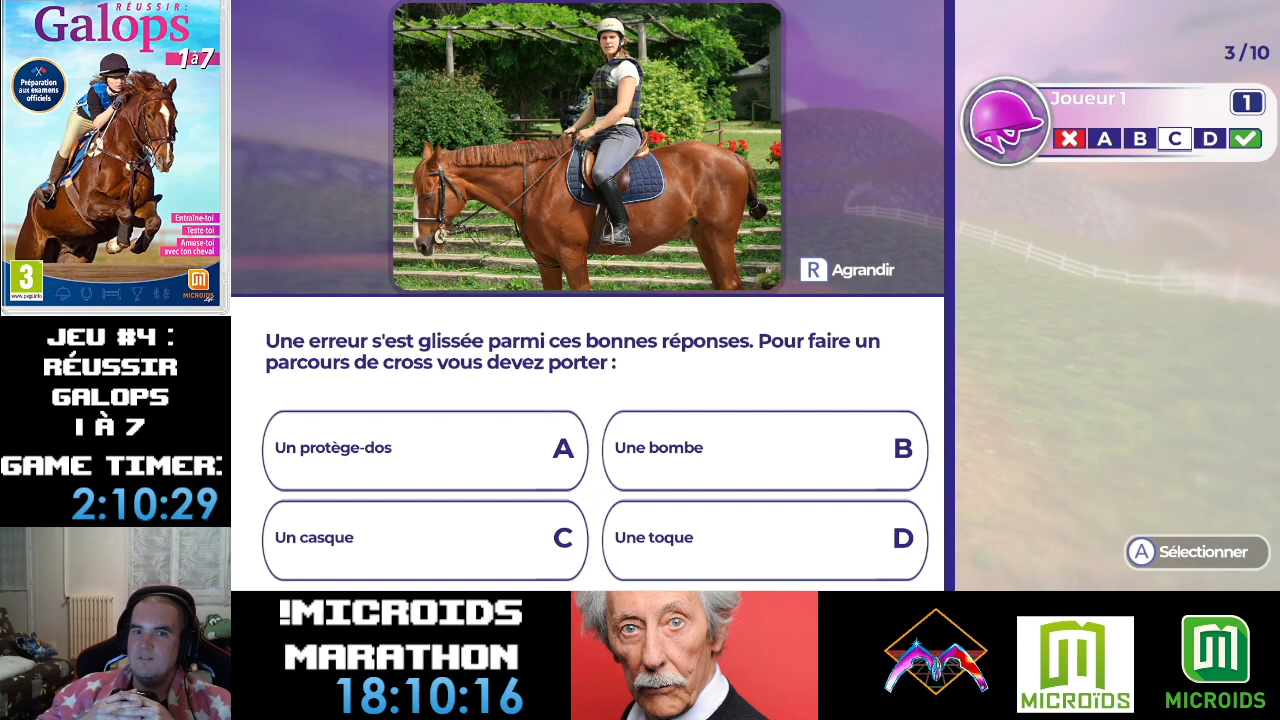 RÉUSSIR:
Galops
1 à 7
Préparation
aux examens
officiels
Entraîne-toi
Teste-toi
Amuse-toi
avec ton cheval
3
www.pegi.info
MICROIDS
JEU #4 :
RÉUSSIR
GALOPS
1 À 7
GAME TIMER:
2:10:29
R Agrandir
Une erreur s'est glissée parmi ces bonnes réponses. Pour faire un
parcours de cross vous devez porter :
Un protège-dos A
Une bombe B
Un casque C
Une toque D
3 / 10
Joueur 1
1
A B C D
A Sélectionner
!MICROIDS
MARATHON
18:10:16
MICROÏDS
MICROIDS